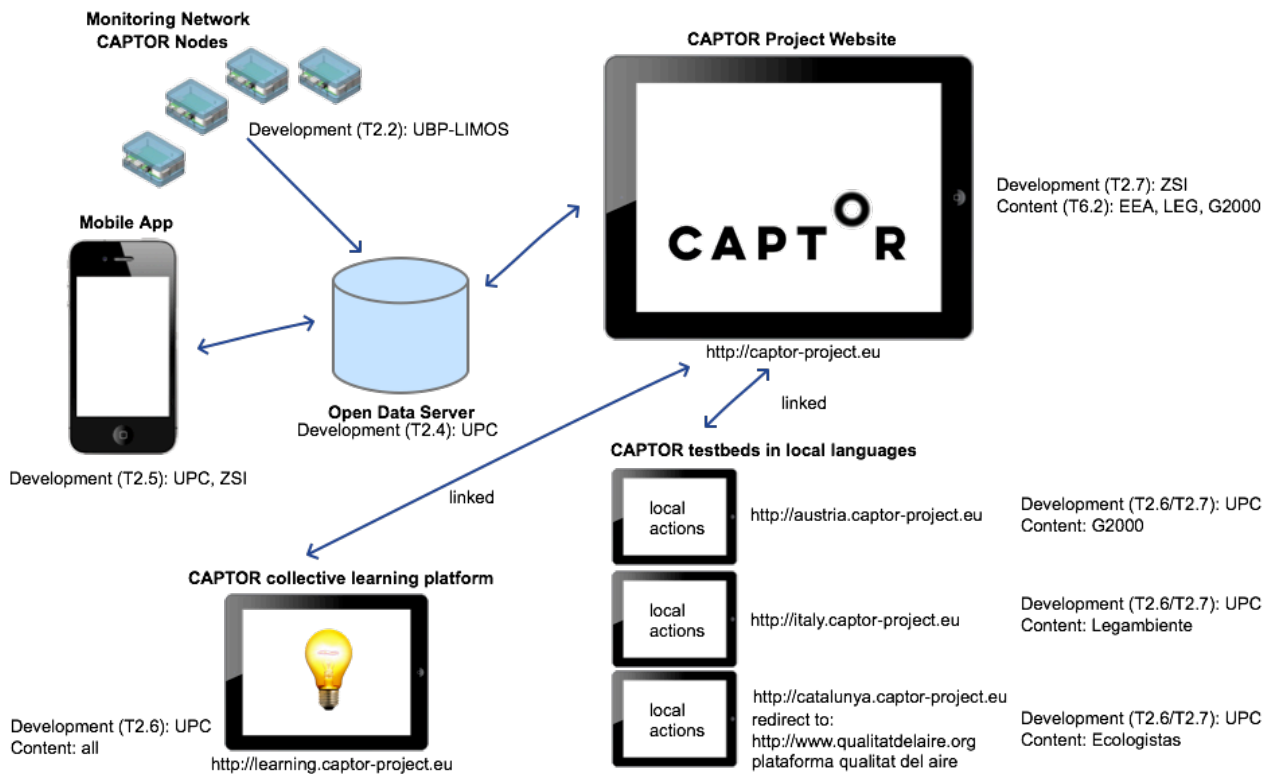 Monitoring Network
CAPTOR Nodes
Development (T2.2): UBP-LIMOS
CAPTOR Project Website
CAPTOR
Development (T2.7): ZSI
Content (T6.2): EEA, LEG, G2000
http://captor-project.eu
Mobile App
Development (T2.5): UPC, ZSI
Open Data Server
Development (T2.4): UPC
linked
linked
CAPTOR testbeds in local languages
local
actions
http://austria.captor-project.eu
Development (T2.6/T2.7): UPC
Content: G2000
local
actions
http://italy.captor-project.eu
Development (T2.6/T2.7): UPC
Content: Legambiente
local
actions
http://catalunya.captor-project.eu
redirect to:
http://www.qualitatdelaire.org
plataforma qualitat del aire
Development (T2.6/T2.7): UPC
Content: Ecologistas
CAPTOR collective learning platform
Development (T2.6): UPC
Content: all
http://learning.captor-project.eu